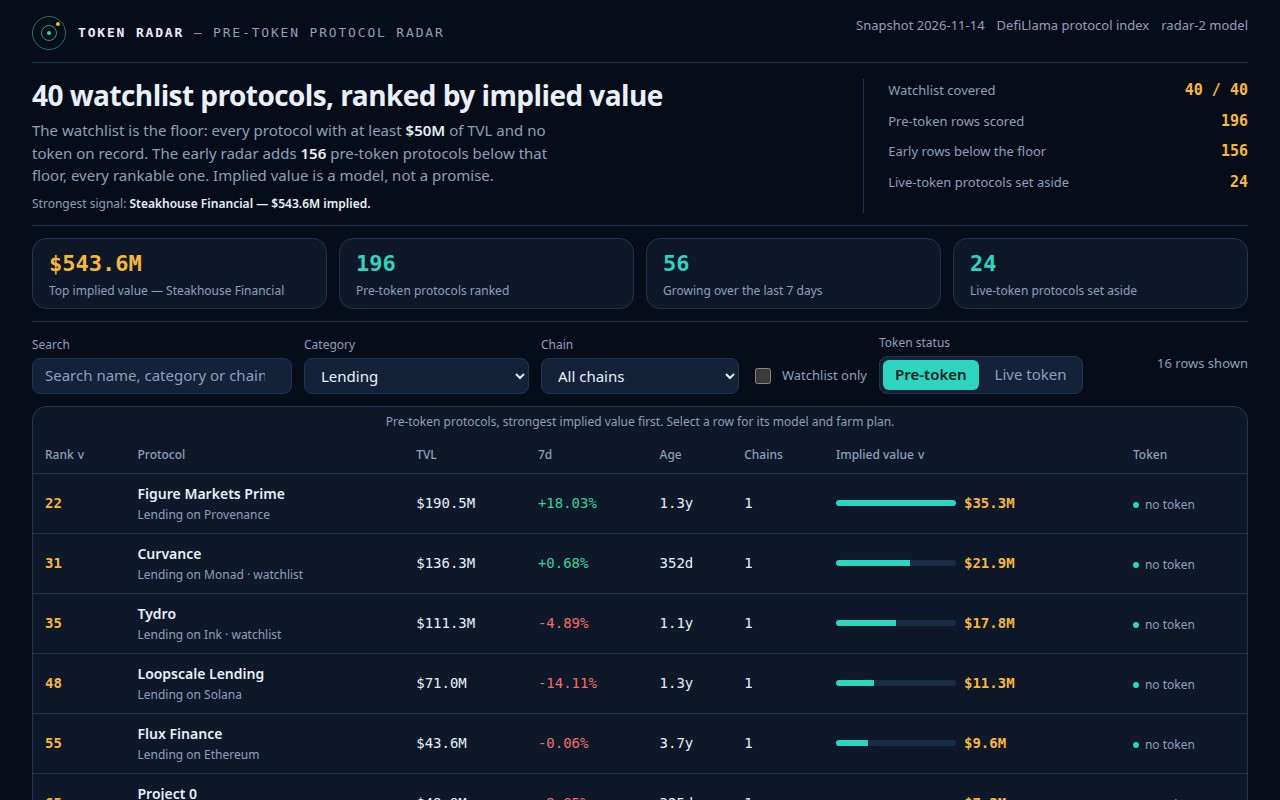 TOKEN RADAR — PRE-TOKEN PROTOCOL RADAR
Snapshot 2026-11-14 DefiLlama protocol index radar-2 model
40 watchlist protocols, ranked by implied value
The watchlist is the floor: every protocol with at least $50M of TVL and no
token on record. The early radar adds 156 pre-token protocols below that
floor, every rankable one. Implied value is a model, not a promise.
Strongest signal: Steakhouse Financial — $543.6M implied.
Watchlist covered 40 / 40
Pre-token rows scored 196
Early rows below the floor 156
Live-token protocols set aside 24
$543.6M
Top implied value — Steakhouse Financial
196
Pre-token protocols ranked
56
Growing over the last 7 days
24
Live-token protocols set aside
Search
Search name, category or chain
Category
Lending
Chain
All chains
Watchlist only
Token status
Pre-token Live token
16 rows shown
Pre-token protocols, strongest implied value first. Select a row for its model and farm plan.
Rank v Protocol TVL 7d Age Chains Implied value v Token
22 Figure Markets Prime $190.5M +18.03% 1.3y 1 $35.3M no token
Lending on Provenance
31 Curvance $136.3M +0.68% 352d 1 $21.9M no token
Lending on Monad · watchlist
35 Tydro $111.3M -4.89% 1.1y 1 $17.8M no token
Lending on Ink · watchlist
48 Loopscale Lending $71.0M -14.11% 1.3y 1 $11.3M no token
Lending on Solana
55 Flux Finance $43.6M -0.06% 3.7y 1 $9.6M no token
Lending on Ethereum
Project 0